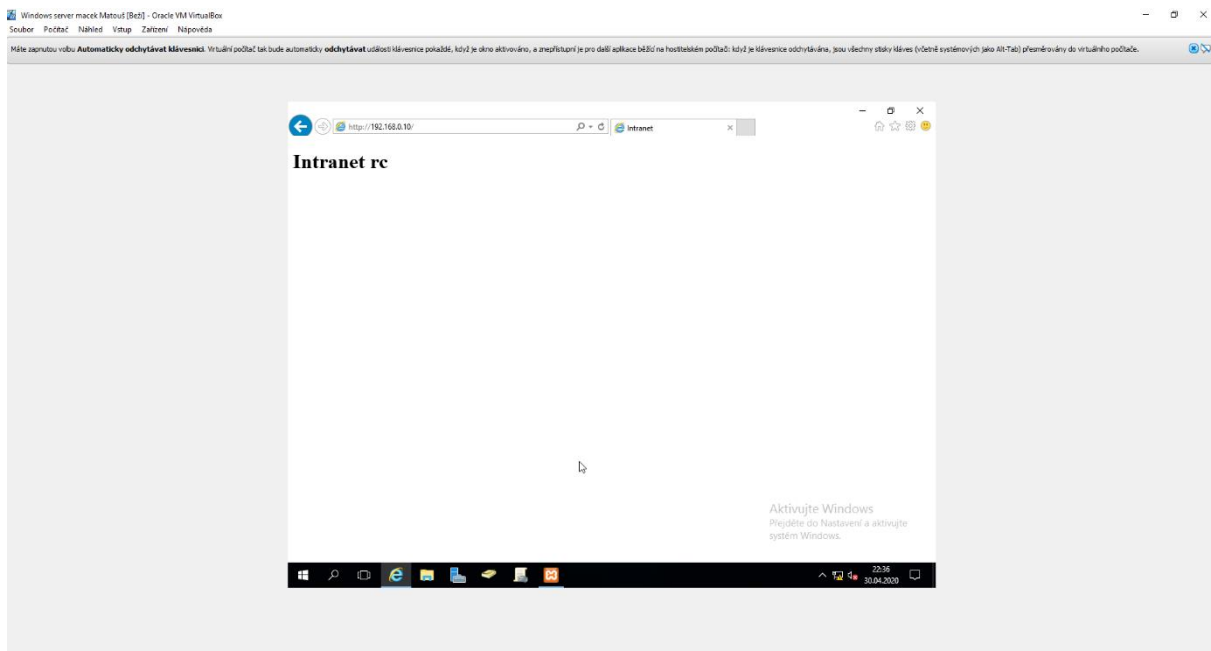 Windows server macek Matouš [Beží] - Oracle VM VirtualBox
Soubor Počítač Náhled Vstup Zařízení Nápověda
Máte zapnutou volbu Automaticky odchytávat klávesnici. Virtuální počítač tak bude automaticky odchytávat události klávesnice pokaždé, když je okno aktivováno, a znepřístupní je pro další aplikace běžící na hostitelském počítači: když je klávesnice odchytávána, jsou všechny stisky kláves (včetně systémových jako Alt-Tab) přesměrovány do virtuálního počítače.
http://192.168.0.10/ Intranet
Intranet rc
Aktivujte Windows
Přejděte do Nastavení a aktivujte
systém Windows.
22:36
30.04.2020